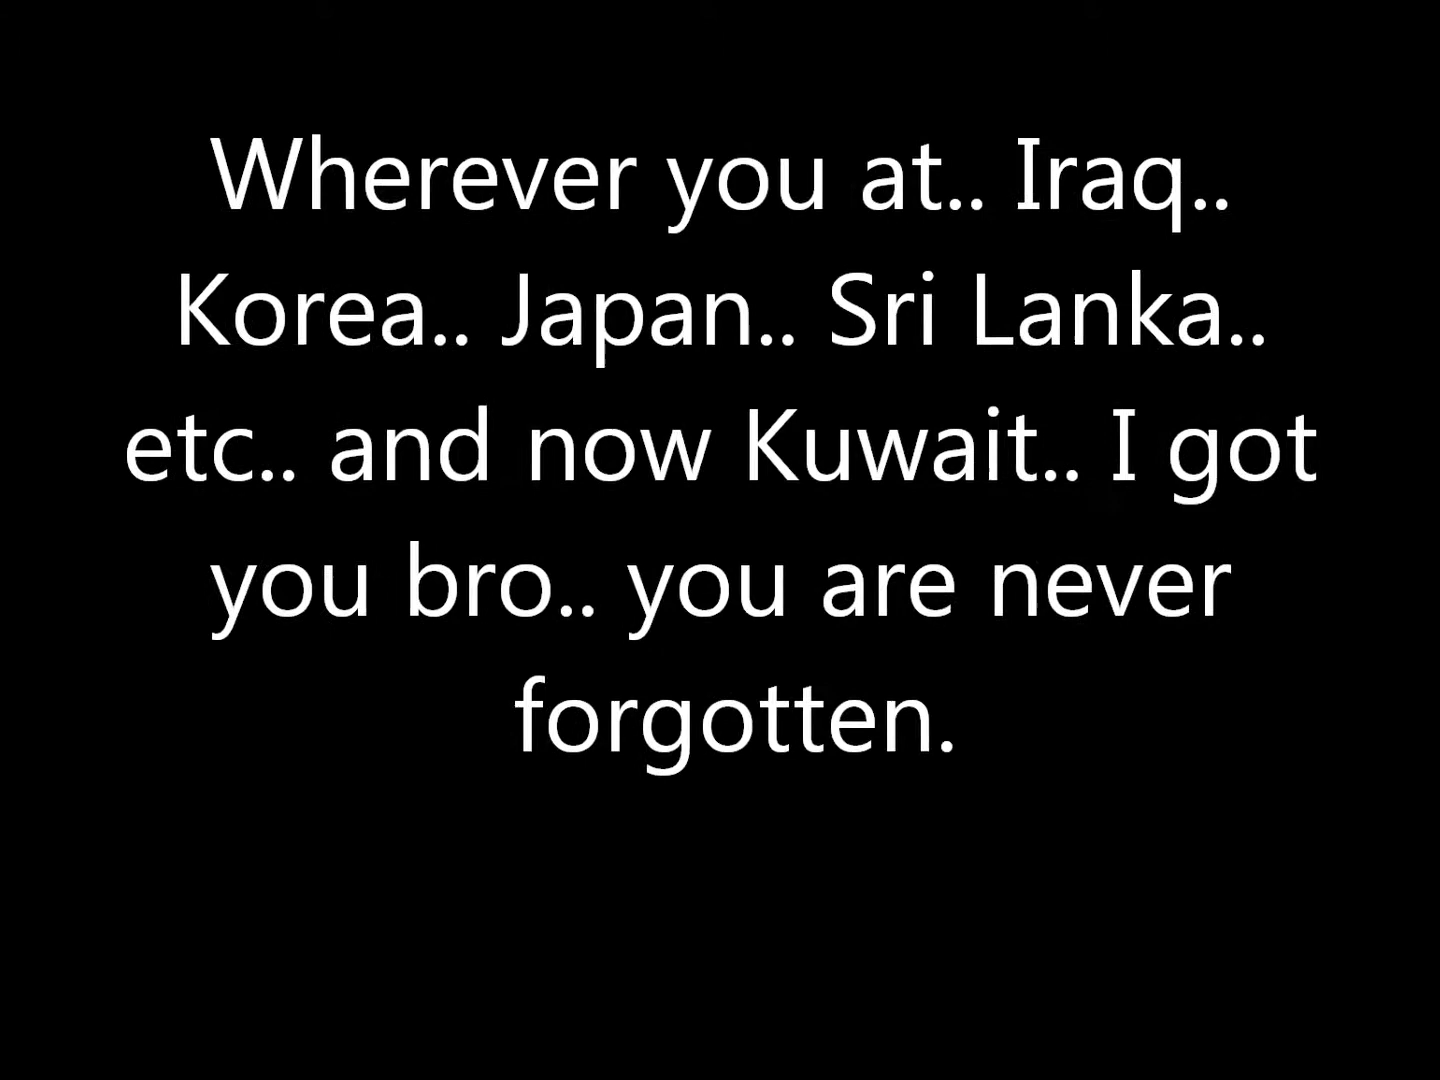 Wherever you at.. Iraq..
Korea.. Japan.. Sri Lanka..
etc.. and now Kuwait.. I got
you bro.. you are never
forgotten.